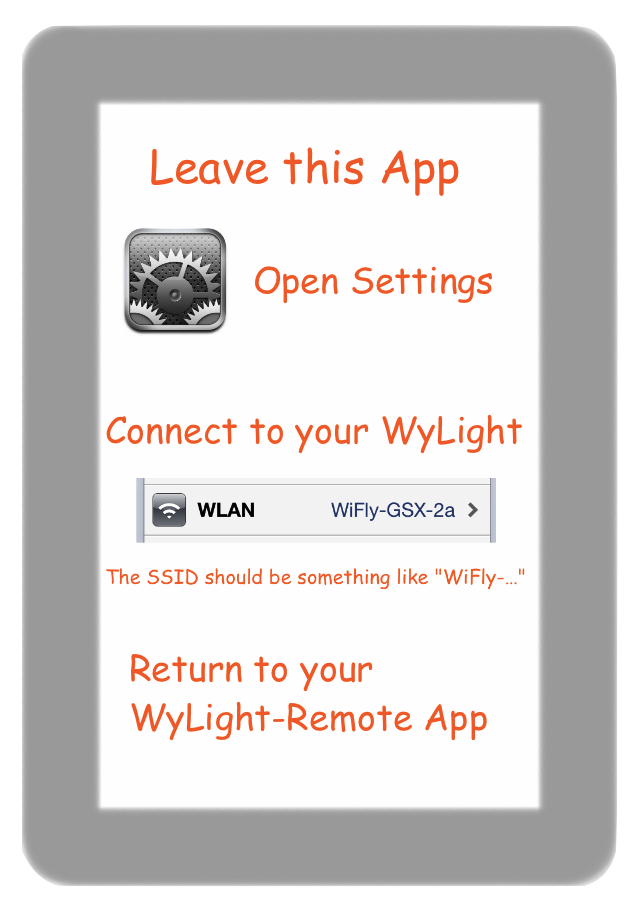 Leave this App
Open Settings
Connect to your WyLight
WLAN WiFly-GSX-2a
The SSID should be something like "WiFly-..."
Return to your
WyLight-Remote App